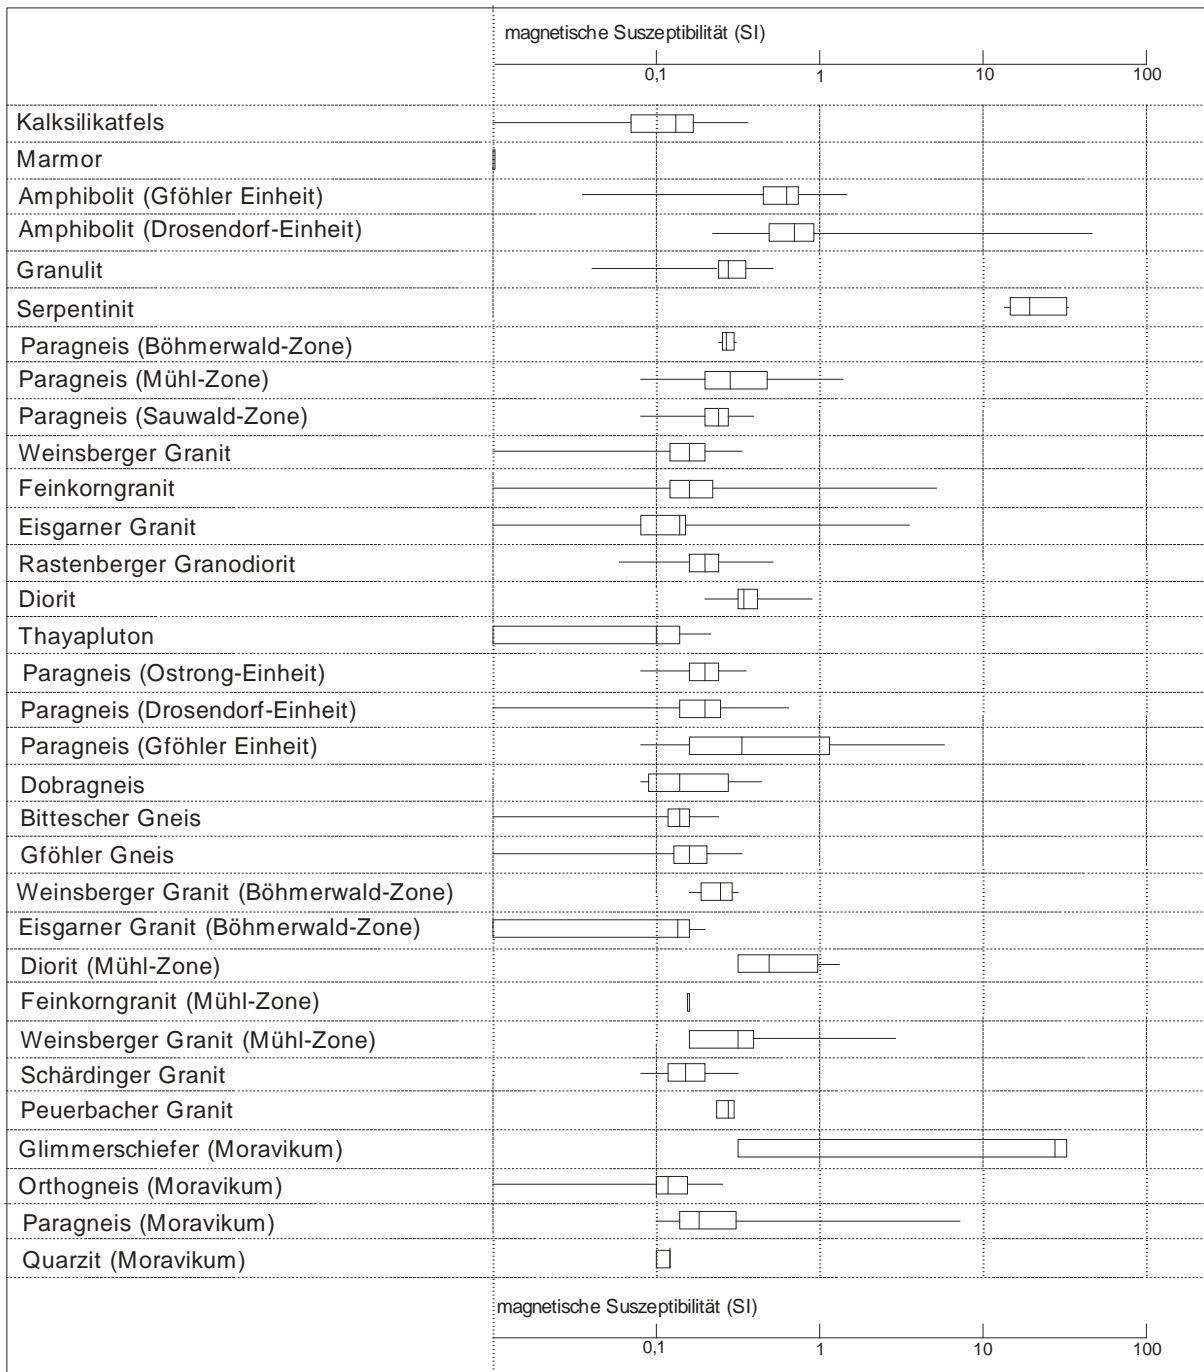 magnetische Suszeptibilität (SI)
0,1 1 10 100
Kalksilikatfels
Marmor
Amphibolit (Gföhler Einheit)
Amphibolit (Drosendorf-Einheit)
Granulit
Serpentinit
Paragneis (Böhmerwald-Zone)
Paragneis (Mühl-Zone)
Paragneis (Sauwald-Zone)
Weinsberger Granit
Feinkorngranit
Eisgarner Granit
Rastenberger Granodiorit
Diorit
Thayapluton
Paragneis (Ostrong-Einheit)
Paragneis (Drosendorf-Einheit)
Paragneis (Gföhler Einheit)
Dobragneis
Bittescher Gneis
Gföhler Gneis
Weinsberger Granit (Böhmerwald-Zone)
Eisgarner Granit (Böhmerwald-Zone)
Diorit (Mühl-Zone)
Feinkorngranit (Mühl-Zone)
Weinsberger Granit (Mühl-Zone)
Schärdinger Granit
Peuerbacher Granit
Glimmerschiefer (Moravikum)
Orthogneis (Moravikum)
Paragneis (Moravikum)
Quarzit (Moravikum)
magnetische Suszeptibilität (SI)
0,1 1 10 100